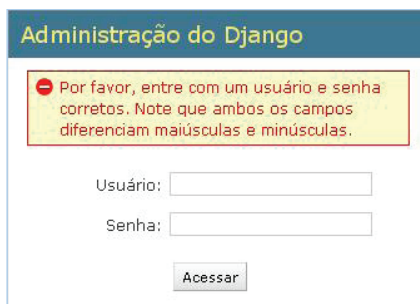 Administração do Django
Por favor, entre com um usuário e senha
corretos. Note que ambos os campos
diferenciam maiúsculas e minúsculas.
Usuário:
Senha:
Acessar